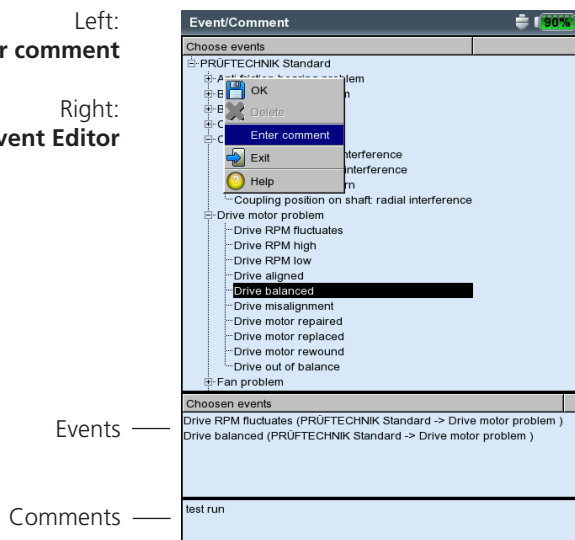 Left:
r comment
Right:
vent Editor
Event/Comment 90%
Choose events
PRÜFTECHNIK Standard
Anti-friction bearing problem
B
OK
m
B
Delete
C
Enter comment
C
Exit
interference
interference
Help
rn
Coupling position on shaft: radial interference
Drive motor problem
Drive RPM fluctuates
Drive RPM high
Drive RPM low
Drive aligned
Drive balanced
Drive misalignment
Drive motor repaired
Drive motor replaced
Drive motor rewound
Drive out of balance
Fan problem
Choosen events
Drive RPM fluctuates (PRÜFTECHNIK Standard -> Drive motor problem )
Drive balanced (PRÜFTECHNIK Standard -> Drive motor problem )
Events
Comments
test run